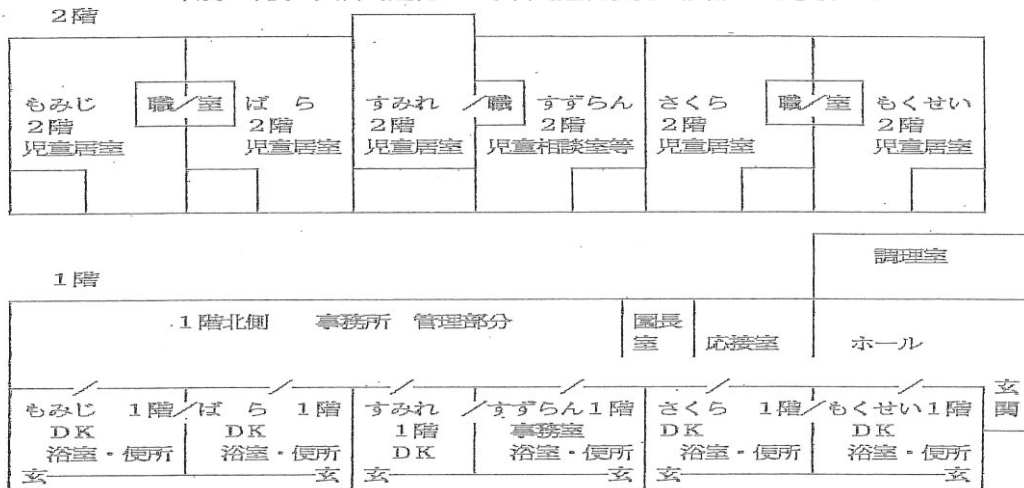 2階
もみじ 職 室 ば ら すみれ 職 すずらん さくら 職 室 もくせい
2階 2階 2階 2階 2階 2階
児童居室 児童居室 児童居室 児童相談室等 児童居室 児童居室
調理室
1階
1階北側 事務所 管理部分 園長室 応接室 ホール
玄関
もみじ 1階 ば ら 1階 すみれ すずらん1階 さくら 1階 もくせい1階
DK DK 1階 事務室 DK DK
浴室・便所 浴室・便所 DK 浴室・便所 浴室・便所 浴室・便所
玄 玄 玄 玄 玄 玄